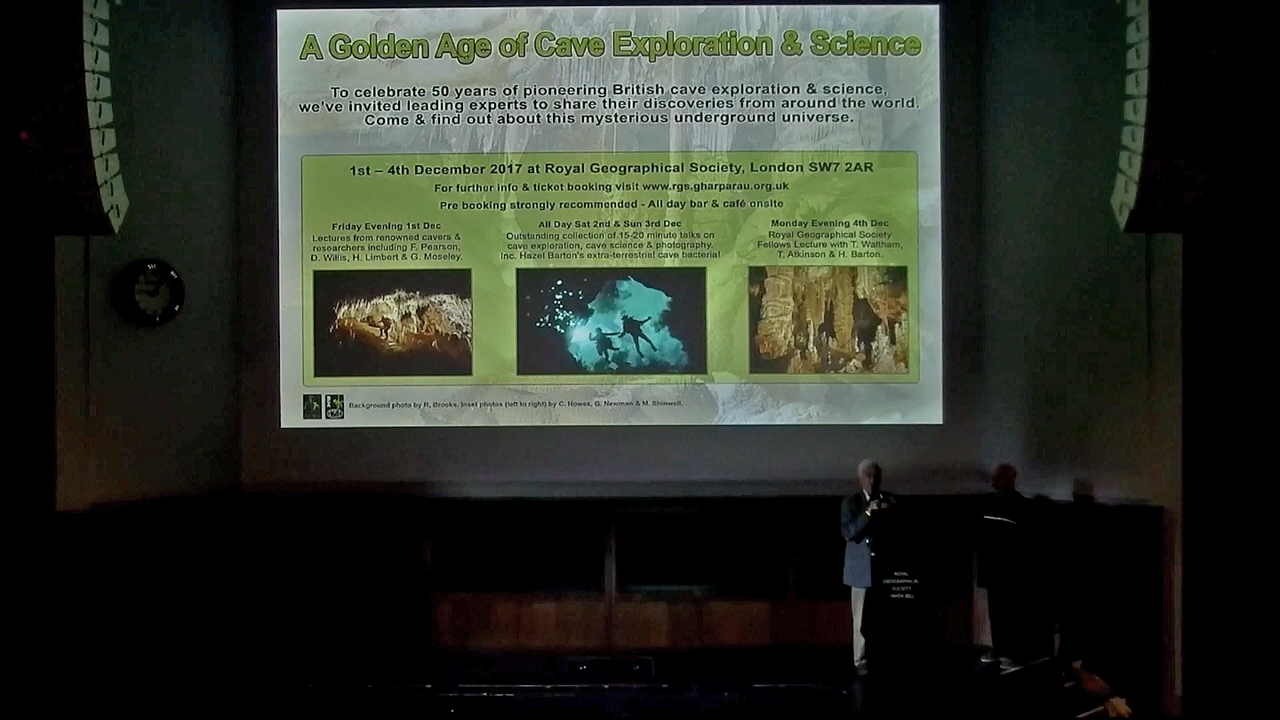 A Golden Age of Cave Exploration & Science
To celebrate 50 years of pioneering British cave exploration & science,
we've invited leading experts to share their discoveries from around the world.
Come & find out about this mysterious underground universe.
1st – 4th December 2017 at Royal Geographical Society, London SW7 2AR
For further info & ticket booking visit www.rgs.gharparau.org.uk
Pre booking strongly recommended - All day bar & café onsite
Friday Evening 1st Dec
Lectures from renowned cavers &
researchers including F. Pearson,
D. Willis, H. Limbert & G. Moseley.
All Day Sat 2nd & Sun 3rd Dec
Outstanding collection of 15-20 minute talks on
cave exploration, cave science & photography.
Inc. Hazel Barton's extra-terrestrial cave bacteria!
Monday Evening 4th Dec
Royal Geographical Society
Fellows Lecture with T. Waltham,
T. Atkinson & H. Barton.
Background photo by R. Brooks. Inset photos (left to right) by C. Howes, G. Newman & M. Shinwell.
ROYAL
GEOGRAPHICAL
SOCIETY